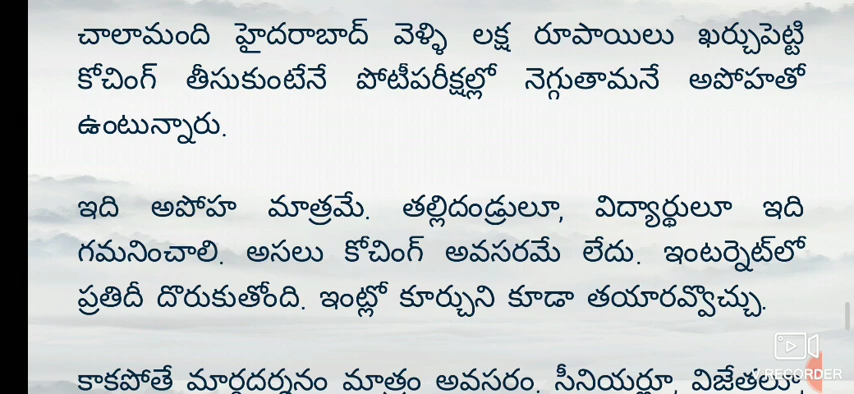 చాలామంది హైదరాబాద్ వెళ్ళి లక్ష రూపాయిలు ఖర్చుపెట్టి
కోచింగ్ తీసుకుంటేనే పోటీపరీక్షల్లో నెగ్గుతామనే అపోహతో
ఉంటున్నారు.
ఇది అపోహ మాత్రమే. తల్లిదండ్రులూ, విద్యార్థులూ ఇది
గమనించాలి. అసలు కోచింగ్ అవసరమే లేదు. ఇంటర్నెట్‌లో
ప్రతిదీ దొరుకుతోంది. ఇంట్లో కూర్చుని కూడా తయారవ్వొచ్చు.
కాకపోతే మార్గదర్శనం మాత్రం అవసరం. సీనియర్లూ, విజేతలూ,
V RECORDER